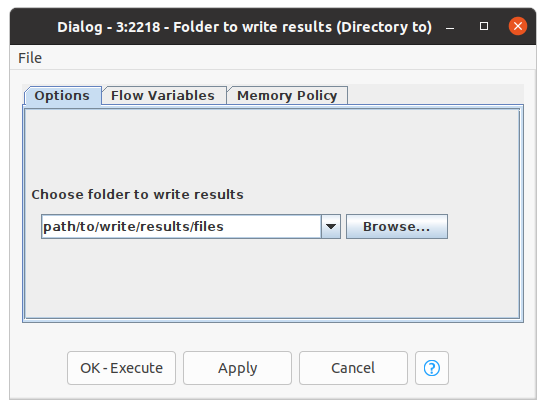 Dialog - 3:2218 - Folder to write results (Directory to)
File
Options Flow Variables Memory Policy
Choose folder to write results
path/to/write/results/files Browse...
OK - Execute Apply Cancel ?